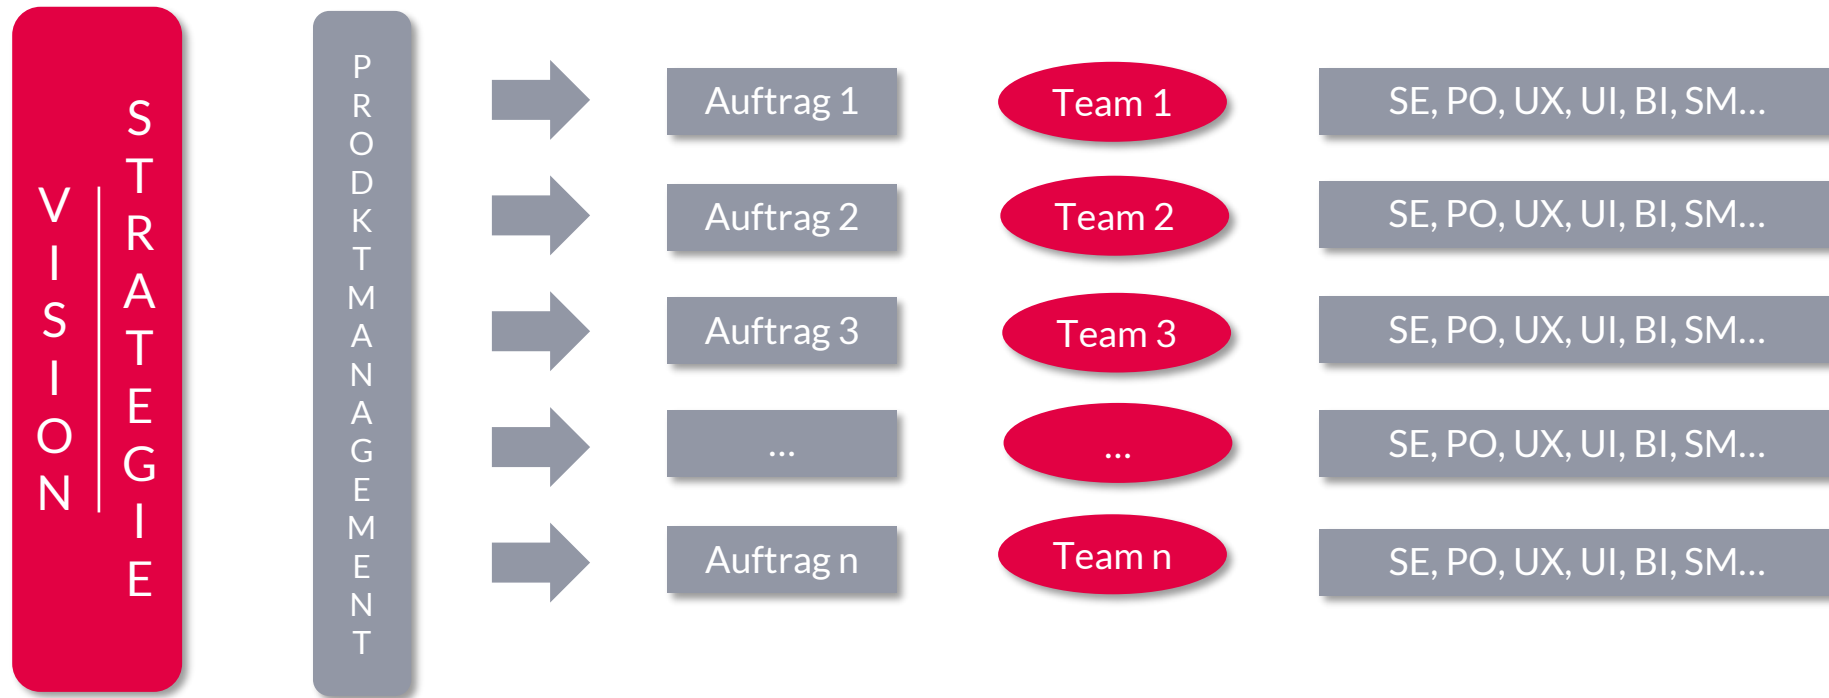 VISION
STRATEGIE
PRODKTMANAGEMENT
Auftrag 1
Team 1
SE, PO, UX, UI, BI, SM...
Auftrag 2
Team 2
SE, PO, UX, UI, BI, SM...
Auftrag 3
Team 3
SE, PO, UX, UI, BI, SM...
...
...
SE, PO, UX, UI, BI, SM...
Auftrag n
Team n
SE, PO, UX, UI, BI, SM...